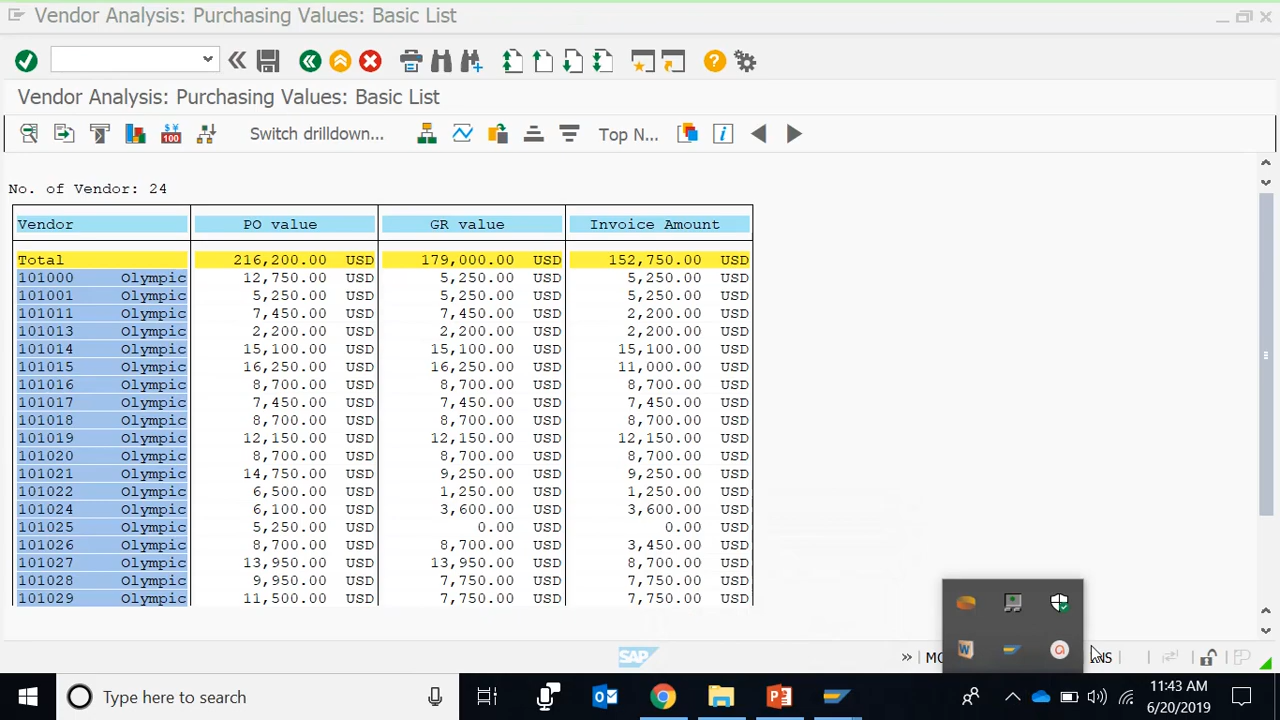 Vendor Analysis: Purchasing Values: Basic List
Vendor Analysis: Purchasing Values: Basic List
Switch drilldown... Top N...
No. of Vendor: 24
Vendor PO value GR value Invoice Amount
Total 216,200.00 USD 179,000.00 USD 152,750.00 USD
101000 Olympic 12,750.00 USD 5,250.00 USD 5,250.00 USD
101001 Olympic 5,250.00 USD 5,250.00 USD 5,250.00 USD
101011 Olympic 7,450.00 USD 7,450.00 USD 2,200.00 USD
101013 Olympic 2,200.00 USD 2,200.00 USD 2,200.00 USD
101014 Olympic 15,100.00 USD 15,100.00 USD 15,100.00 USD
101015 Olympic 16,250.00 USD 16,250.00 USD 11,000.00 USD
101016 Olympic 8,700.00 USD 8,700.00 USD 8,700.00 USD
101017 Olympic 7,450.00 USD 7,450.00 USD 7,450.00 USD
101018 Olympic 8,700.00 USD 8,700.00 USD 8,700.00 USD
101019 Olympic 12,150.00 USD 12,150.00 USD 12,150.00 USD
101020 Olympic 8,700.00 USD 8,700.00 USD 8,700.00 USD
101021 Olympic 14,750.00 USD 9,250.00 USD 9,250.00 USD
101022 Olympic 6,500.00 USD 1,250.00 USD 1,250.00 USD
101024 Olympic 6,100.00 USD 3,600.00 USD 3,600.00 USD
101025 Olympic 5,250.00 USD 0.00 USD 0.00 USD
101026 Olympic 8,700.00 USD 8,700.00 USD 3,450.00 USD
101027 Olympic 13,950.00 USD 13,950.00 USD 8,700.00 USD
101028 Olympic 9,950.00 USD 7,750.00 USD 7,750.00 USD
101029 Olympic 11,500.00 USD 7,750.00 USD 7,750.00 USD
SAP
Type here to search
11:43 AM
6/20/2019